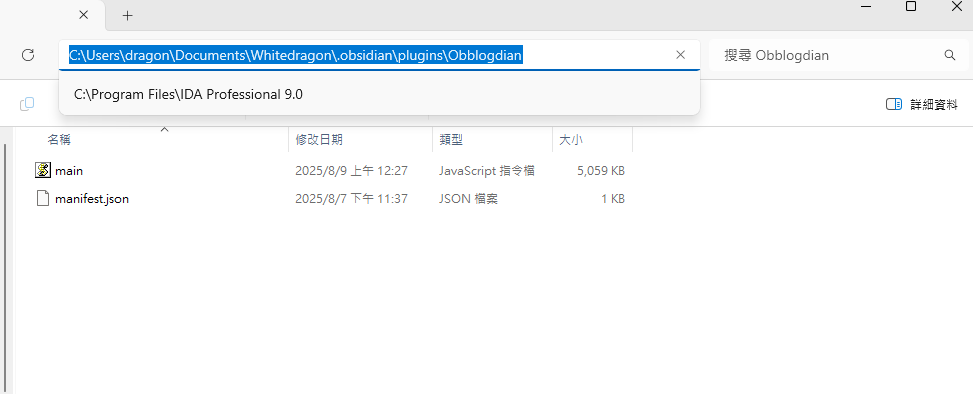 C:\Users\dragon\Documents\Whitedragon\.obsidian\plugins\Obblogdian
搜尋 Obblogdian
C:\Program Files\IDA Professional 9.0
詳細資料
名稱 修改日期 類型 大小
main 2025/8/9 上午 12:27 JavaScript 指令檔 5,059 KB
manifest.json 2025/8/7 下午 11:37 JSON 檔案 1 KB